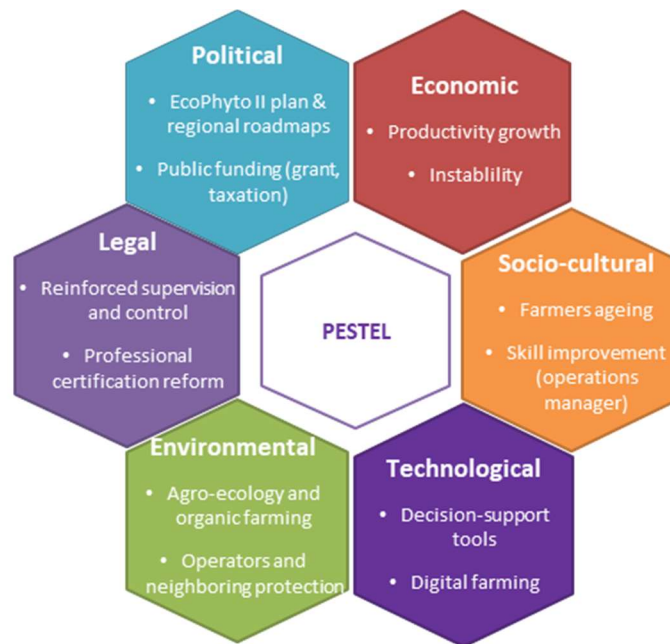 Political
• EcoPhyto II plan &
regional roadmaps
• Public funding (grant,
taxation)
Economic
• Productivity growth
• Instablility
Legal
• Reinforced supervision
and control
• Professional
certification reform
PESTEL
Socio-cultural
• Farmers ageing
• Skill improvement
(operations
manager)
Environmental
• Agro-ecology and
organic farming
• Operators and
neighboring protection
Technological
• Decision-support
tools
• Digital farming